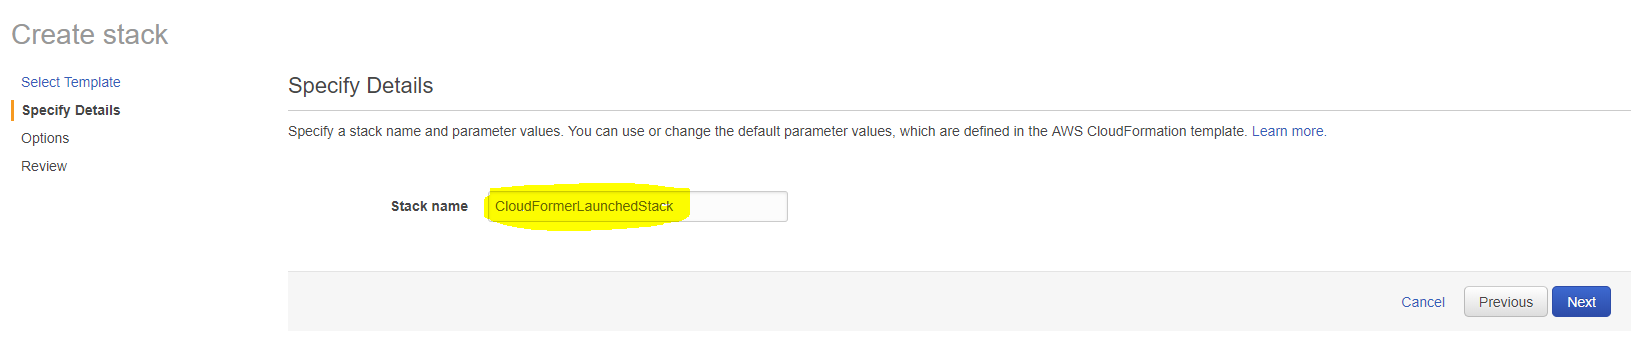 Create stack
Select Template
Specify Details
Options
Review
Specify Details
Specify a stack name and parameter values. You can use or change the default parameter values, which are defined in the AWS CloudFormation template. Learn more.
Stack name CloudFormerLaunchedStack
Cancel Previous Next